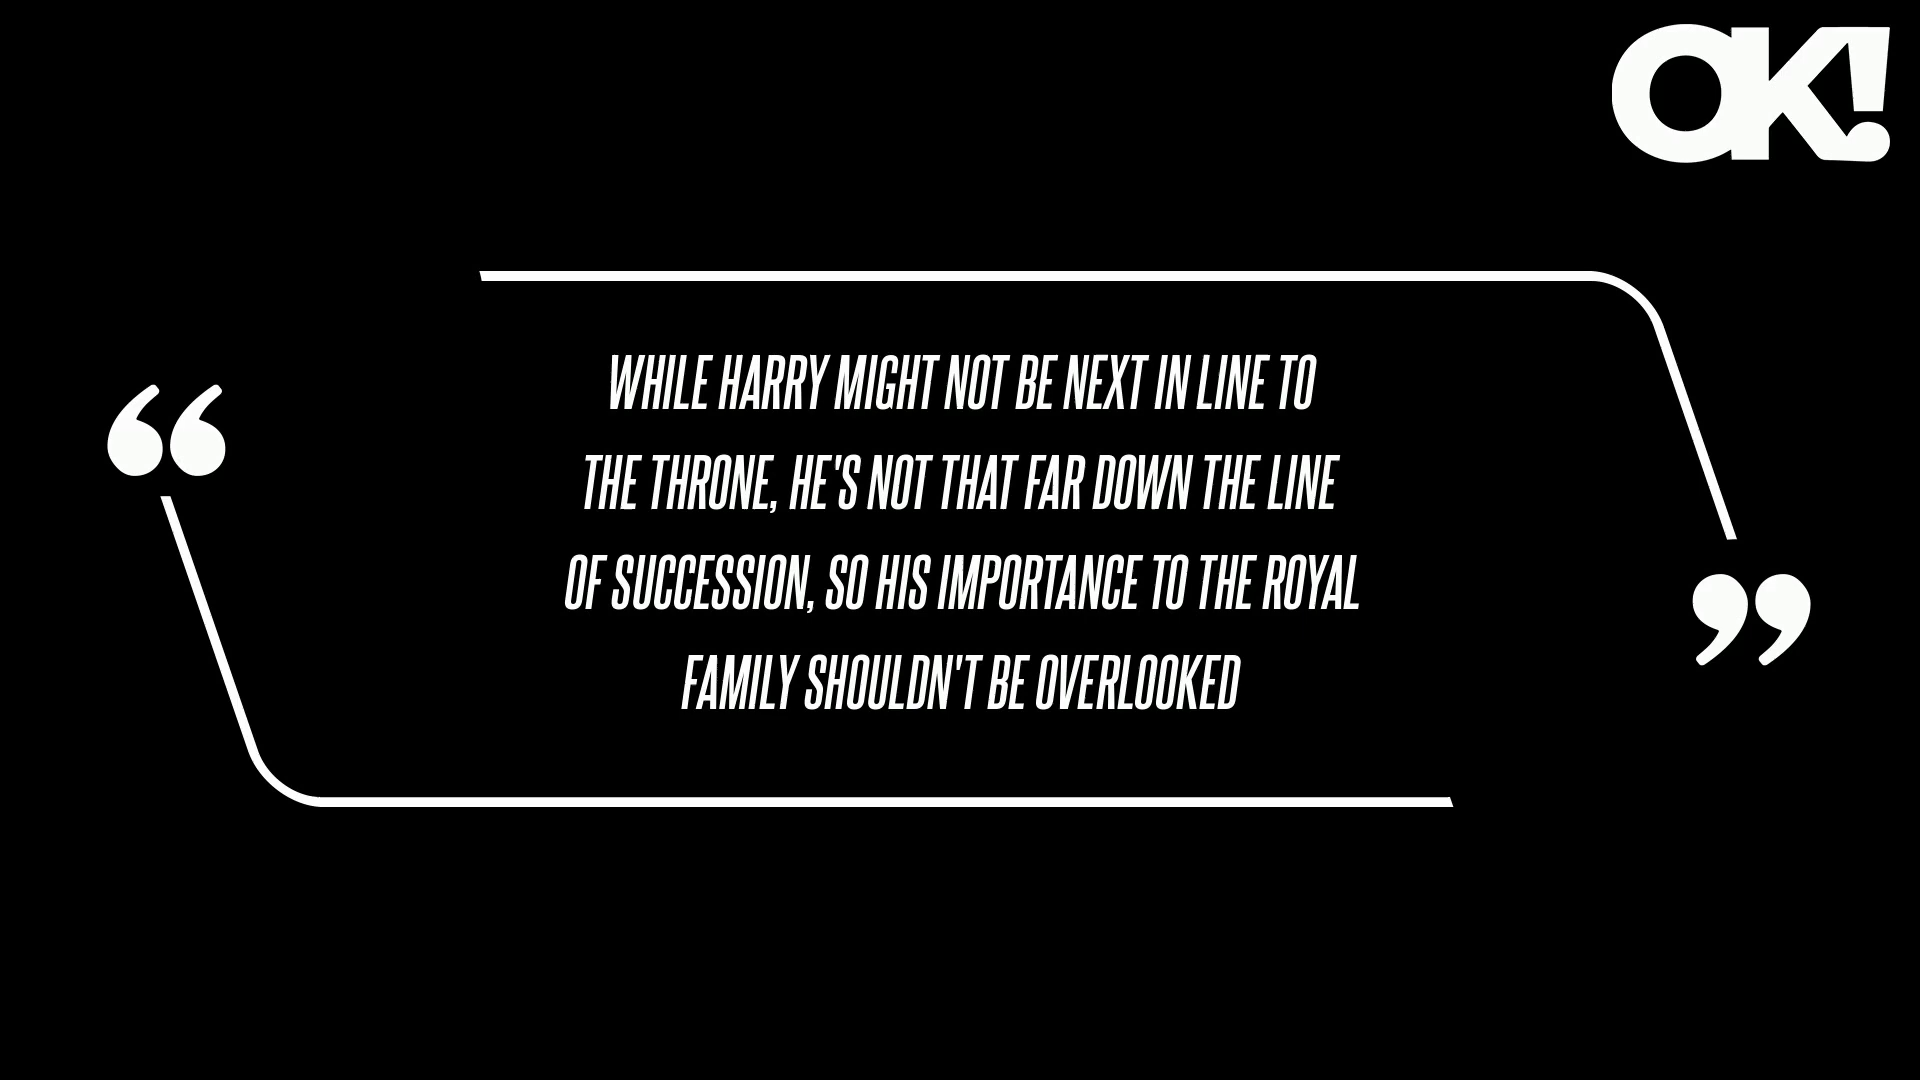 OK!
“
WHILE HARRY MIGHT NOT BE NEXT IN LINE TO
THE THRONE, HE'S NOT THAT FAR DOWN THE LINE
OF SUCCESSION, SO HIS IMPORTANCE TO THE ROYAL
FAMILY SHOULDN'T BE OVERLOOKED
”